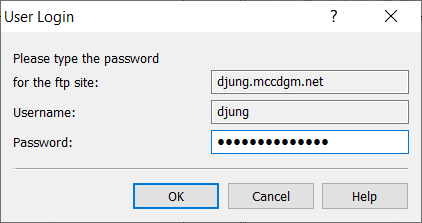 User Login
Please type the password
for the ftp site: djung.mccdgm.net
Username: djung
Password: ●●●●●●●●●●●●●●
OK Cancel Help